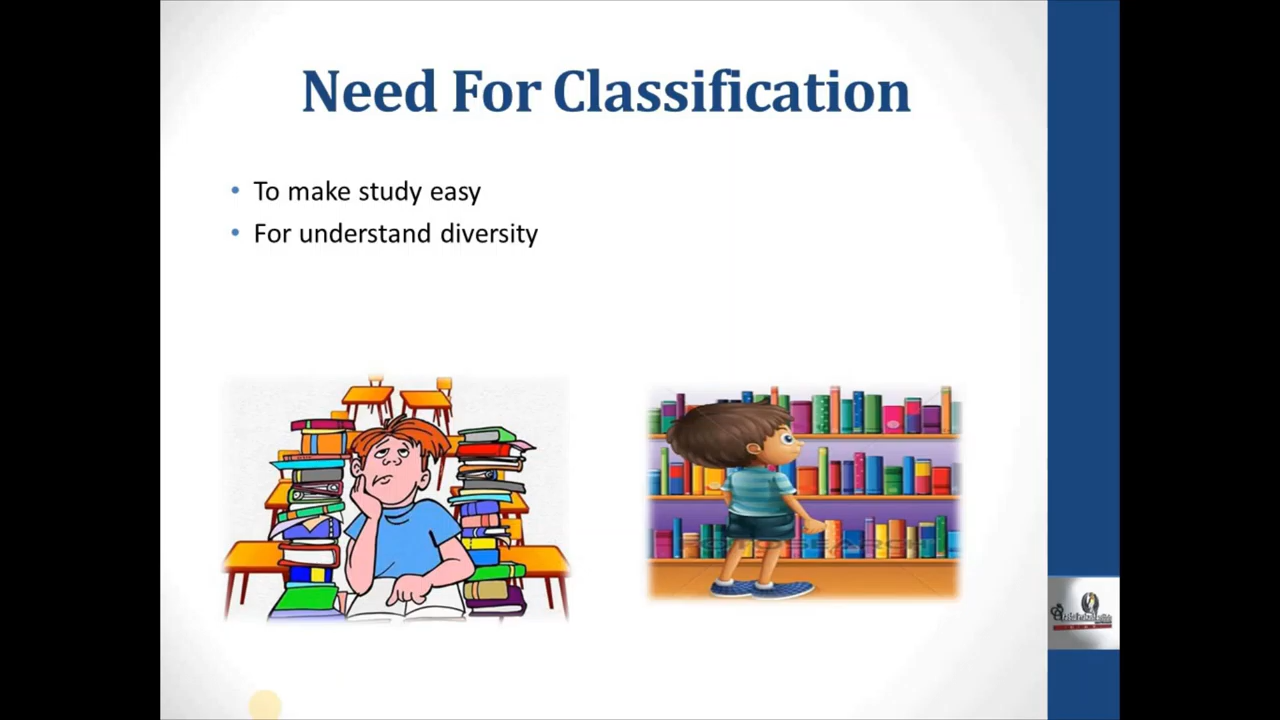 Need For Classification
To make study easy
For understand diversity